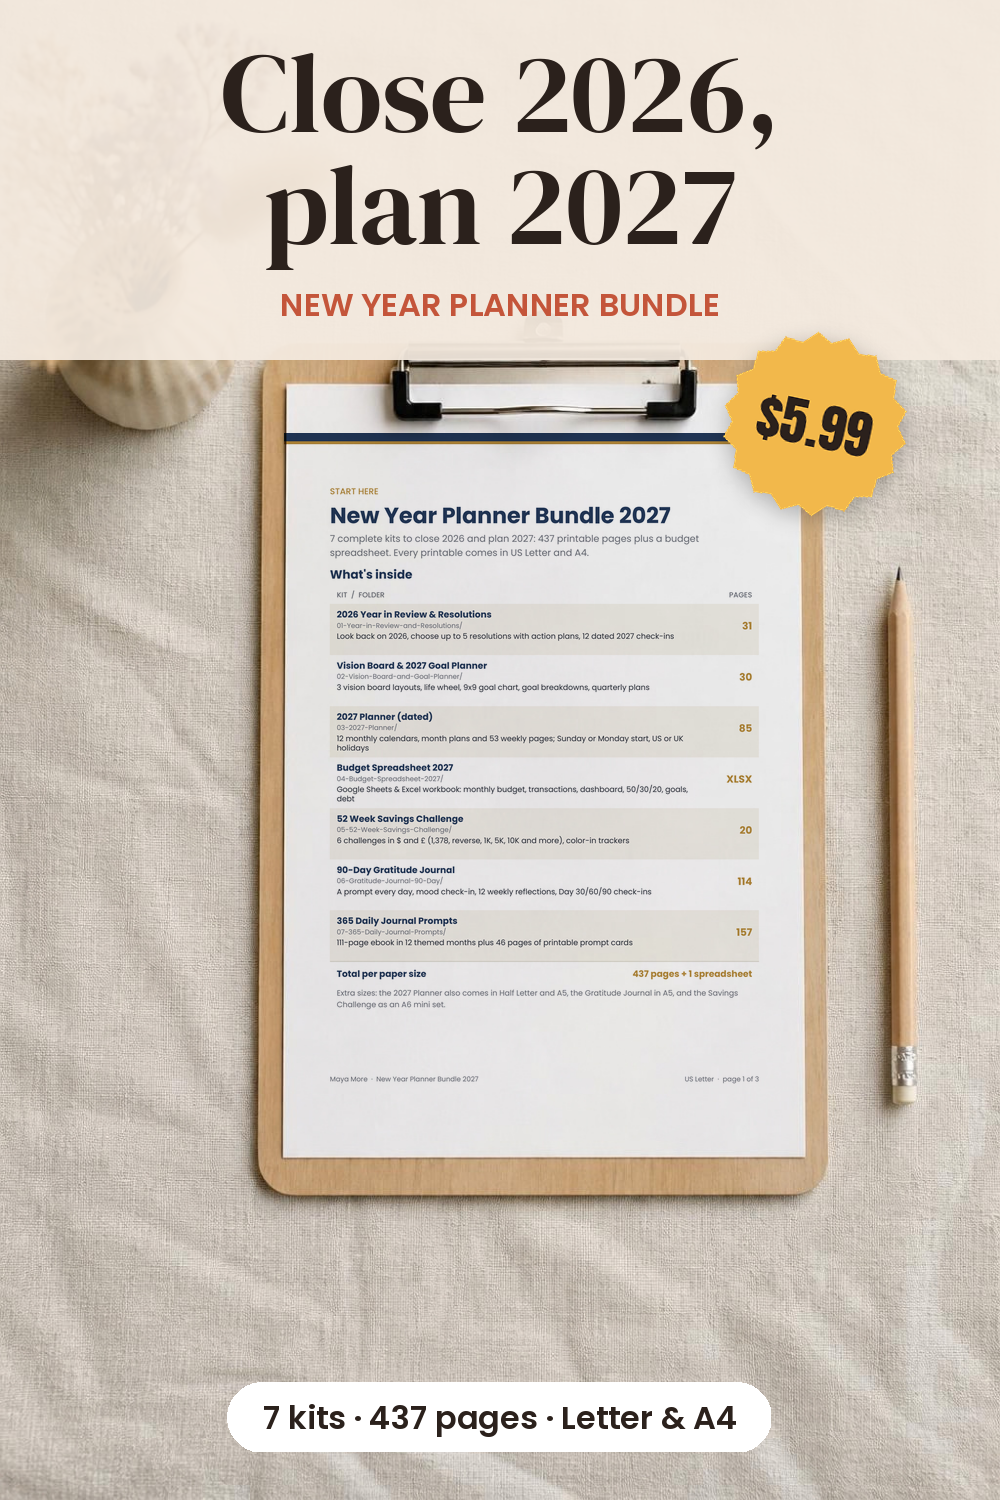 Close 2026,
plan 2027
NEW YEAR PLANNER BUNDLE
$5.99
START HERE
New Year Planner Bundle 2027
7 complete kits to close 2026 and plan 2027: 437 printable pages plus a budget
spreadsheet. Every printable comes in US Letter and A4.
What's inside
KIT / FOLDER PAGES
2026 Year in Review & Resolutions
01-Year-in-Review-and-Resolutions/
Look back on 2026, choose up to 5 resolutions with action plans, 12 dated 2027 check-ins
31
Vision Board & 2027 Goal Planner
02-Vision-Board-and-Goal-Planner/
3 vision board layouts, life wheel, 9x9 goal chart, goal breakdowns, quarterly plans
30
2027 Planner (dated)
03-2027-Planner/
12 monthly calendars, month plans and 53 weekly pages; Sunday or Monday start, US or UK
holidays
85
Budget Spreadsheet 2027
04-Budget-Spreadsheet-2027/
Google Sheets & Excel workbook: monthly budget, transactions, dashboard, 50/30/20, goals,
debt
XLSX
52 Week Savings Challenge
05-52-Week-Savings-Challenge/
6 challenges in $ and £ (1,378, reverse, 1K, 5K, 10K and more), color-in trackers
20
90-Day Gratitude Journal
06-Gratitude-Journal-90-Day/
A prompt every day, mood check-in, 12 weekly reflections, Day 30/60/90 check-ins
114
365 Daily Journal Prompts
07-365-Daily-Journal-Prompts/
111-page ebook in 12 themed months plus 46 pages of printable prompt cards
157
Total per paper size 437 pages + 1 spreadsheet
Extra sizes: the 2027 Planner also comes in Half Letter and A5, the Gratitude Journal in A5, and the Savings
Challenge as an A6 mini set.
Maya More · New Year Planner Bundle 2027 US Letter · page 1 of 3
7 kits · 437 pages · Letter & A4